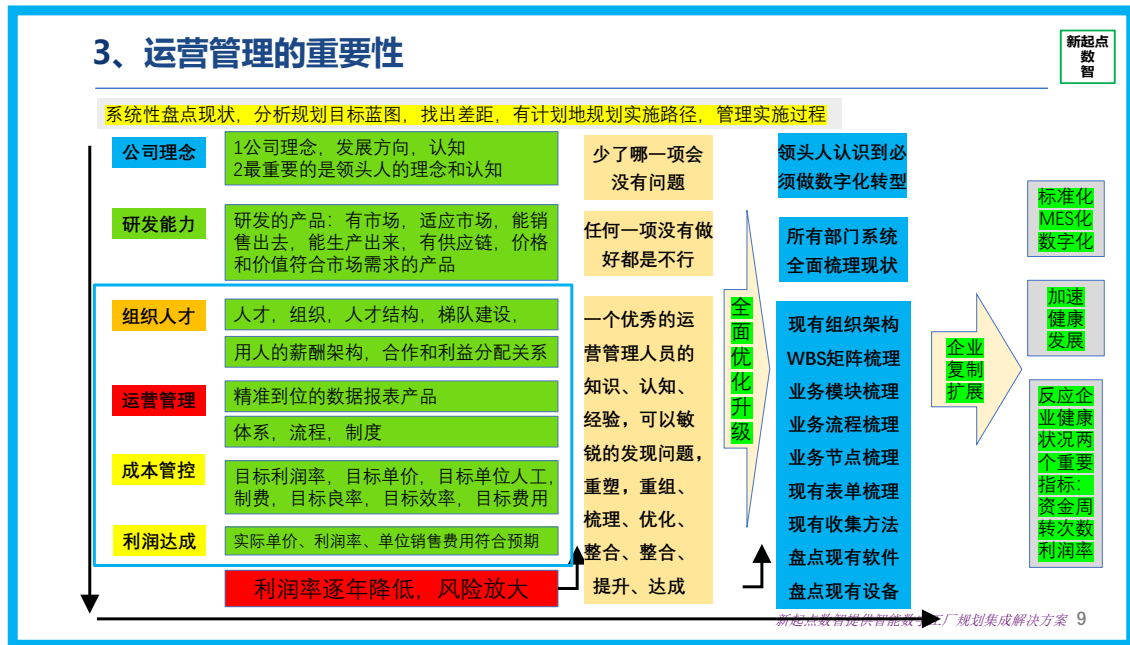 3、运营管理的重要性
新起点
数
智
系统性盘点现状，分析规划目标蓝图，找出差距，有计划地规划实施路径，管理实施过程
公司理念
1公司理念，发展方向，认知
2最重要的是领头人的理念和认知
研发能力
研发的产品：有市场，适应市场，能销
售出去，能生产出来，有供应链，价格
和价值符合市场需求的产品
组织人才
人才，组织，人才结构，梯队建设，
用人的薪酬架构，合作和利益分配关系
运营管理
精准到位的数据报表产品
体系，流程，制度
成本管控
目标利润率，目标单价，目标单位人工，
制费，目标良率，目标效率，目标费用
利润达成
实际单价、利润率、单位销售费用符合预期
利润率逐年降低，风险放大
少了哪一项会
没有问题
任何一项没有做
好都是不行
一个优秀的运
营管理人员的
知识、认知、
经验，可以敏
锐的发现问题，
重塑，重组、
梳理、优化、
整合、整合、
提升、达成
全
面
优
化
升
级
领头人认识到必
须做数字化转型
所有部门系统
全面梳理现状
现有组织架构
WBS矩阵梳理
业务模块梳理
业务流程梳理
业务节点梳理
现有表单梳理
现有收集方法
盘点现有软件
盘点现有设备
企业
复制
扩展
标准化
MES化
数字化
加速
健康
发展
反应企
业健康
状况两
个重要
指标：
资金周
转次数
利润率
新起点数智提供智能数字工厂规划集成解决方案 9